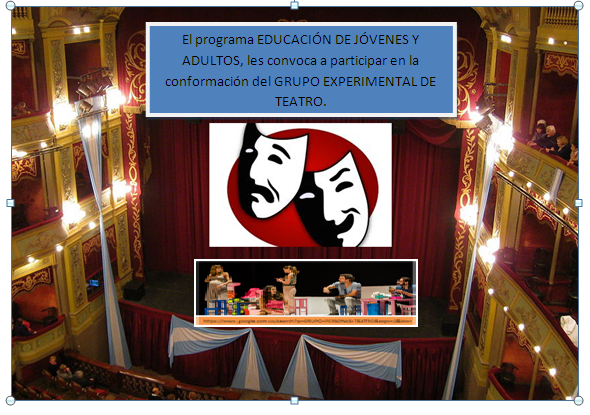 El programa EDUCACIÓN DE JÓVENES Y
ADULTOS, les convoca a participar en la
conformación del GRUPO EXPERIMENTAL DE
TEATRO.